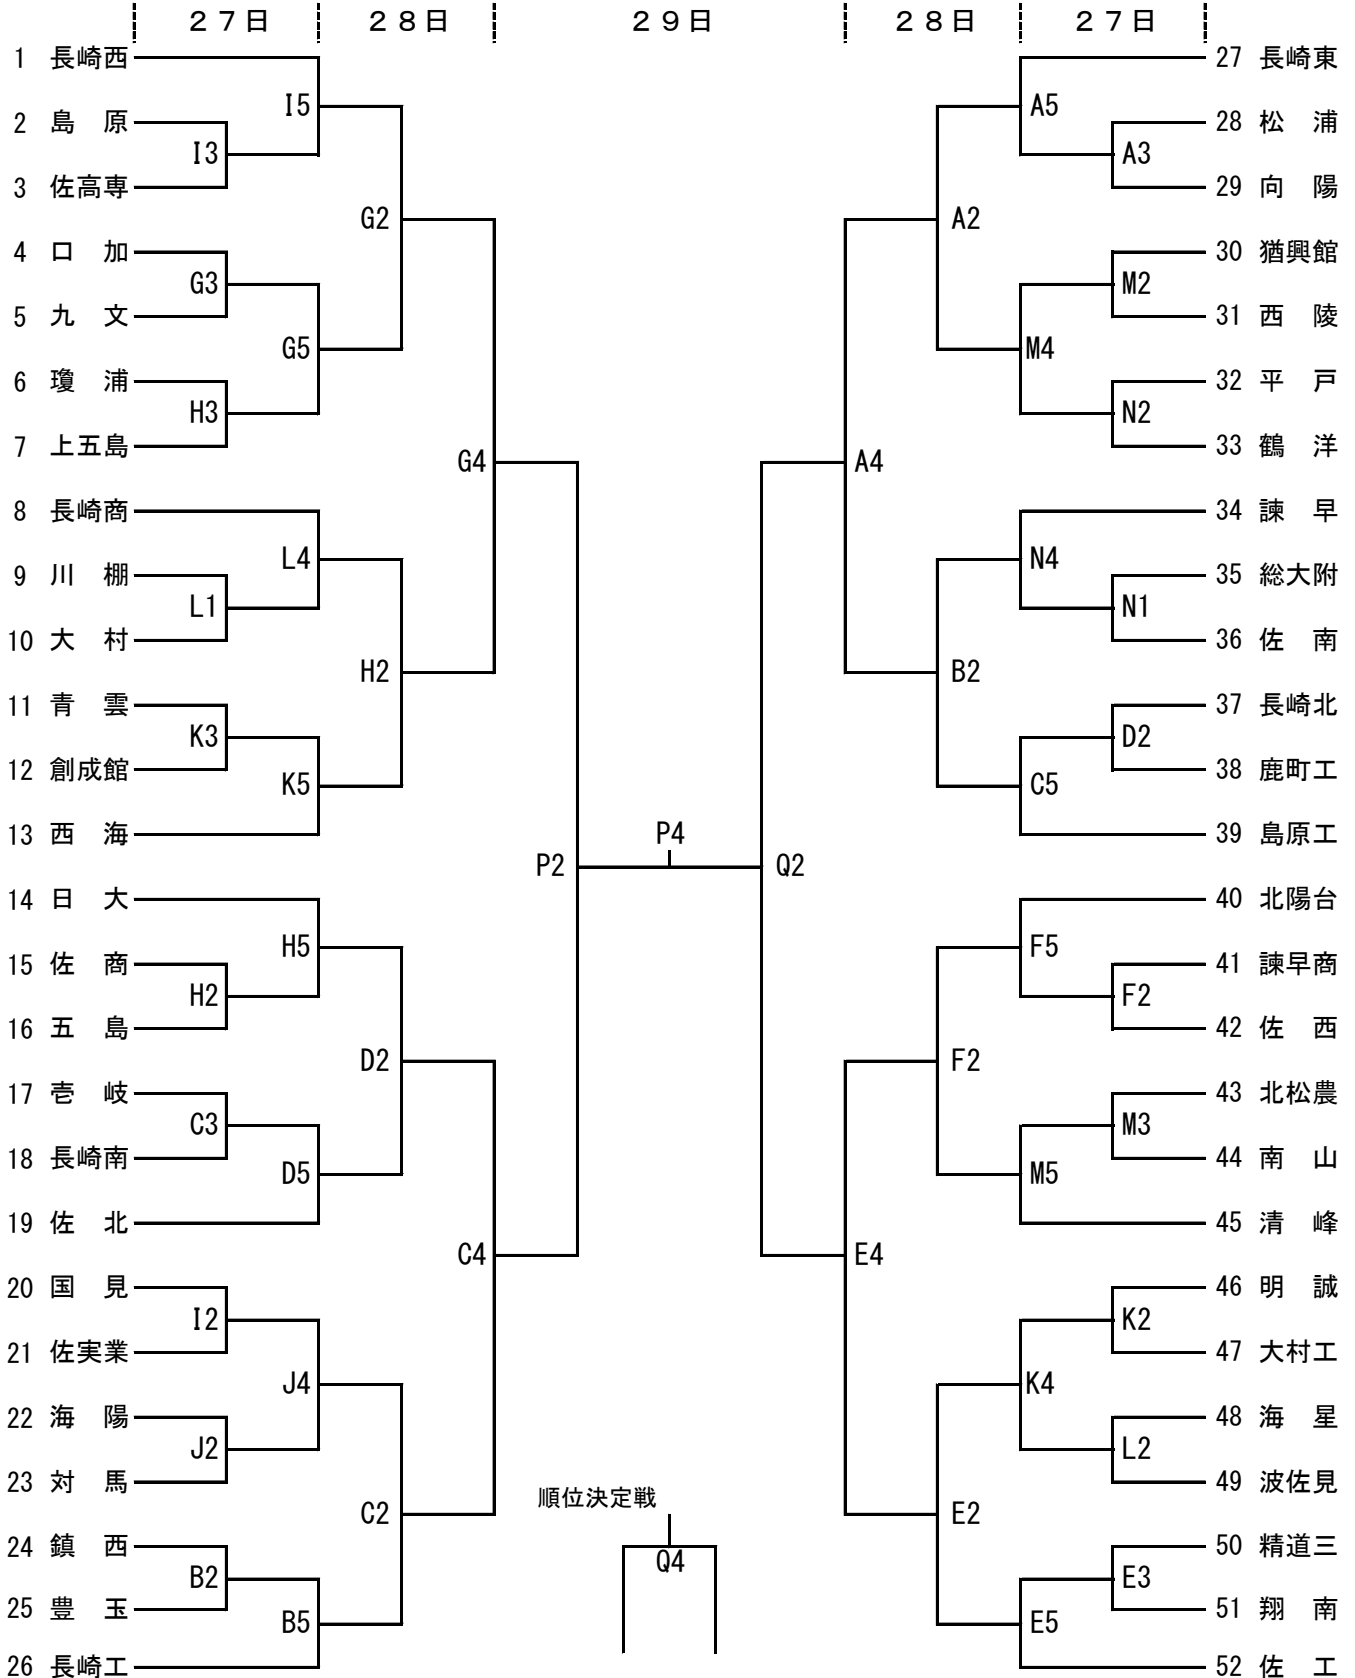 ２７日　２８日　２９日　２８日　２７日
1 長崎西
I5
2 島　原
I3
3 佐高専
G2
4 口　加
G3
5 九　文
G5
6 瓊　浦
H3
7 上五島
G4
8 長崎商
L4
9 川　棚
L1
10 大　村
H2
11 青　雲
K3
12 創成館
K5
13 西　海
P2
14 日　大
H5
15 佐　商
H2
16 五　島
D2
17 壱　岐
C3
18 長崎南
D5
19 佐　北
C4
20 国　見
I2
21 佐実業
J4
22 海　陽
J2
23 対　馬
C2
24 鎮　西
B2
25 豊　玉
B5
26 長崎工
P4
順位決定戦
Q4
27 長崎東
A5
28 松　浦
A3
29 向　陽
A2
30 猶興館
M2
31 西　陵
M4
32 平　戸
N2
33 鶴　洋
A4
34 諫　早
N4
35 総大附
N1
36 佐　南
B2
37 長崎北
D2
38 鹿町工
C5
39 島原工
Q2
40 北陽台
F5
41 諫早商
F2
42 佐　西
F2
43 北松農
M3
44 南　山
M5
45 清　峰
E4
46 明　誠
K2
47 大村工
K4
48 海　星
L2
49 波佐見
E2
50 精道三
E3
51 翔　南
E5
52 佐　工